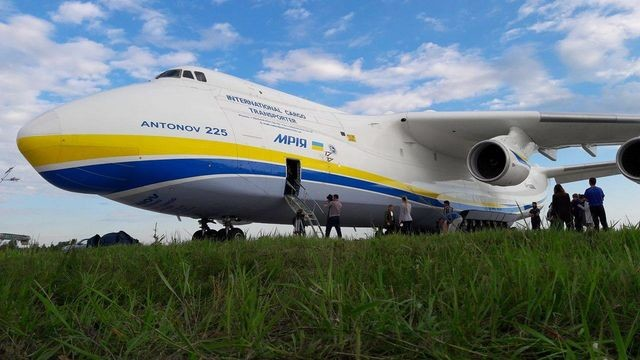 INTERNATIONAL CARGO
TRANSPORTER
ANTONOV 225
МРІЯ